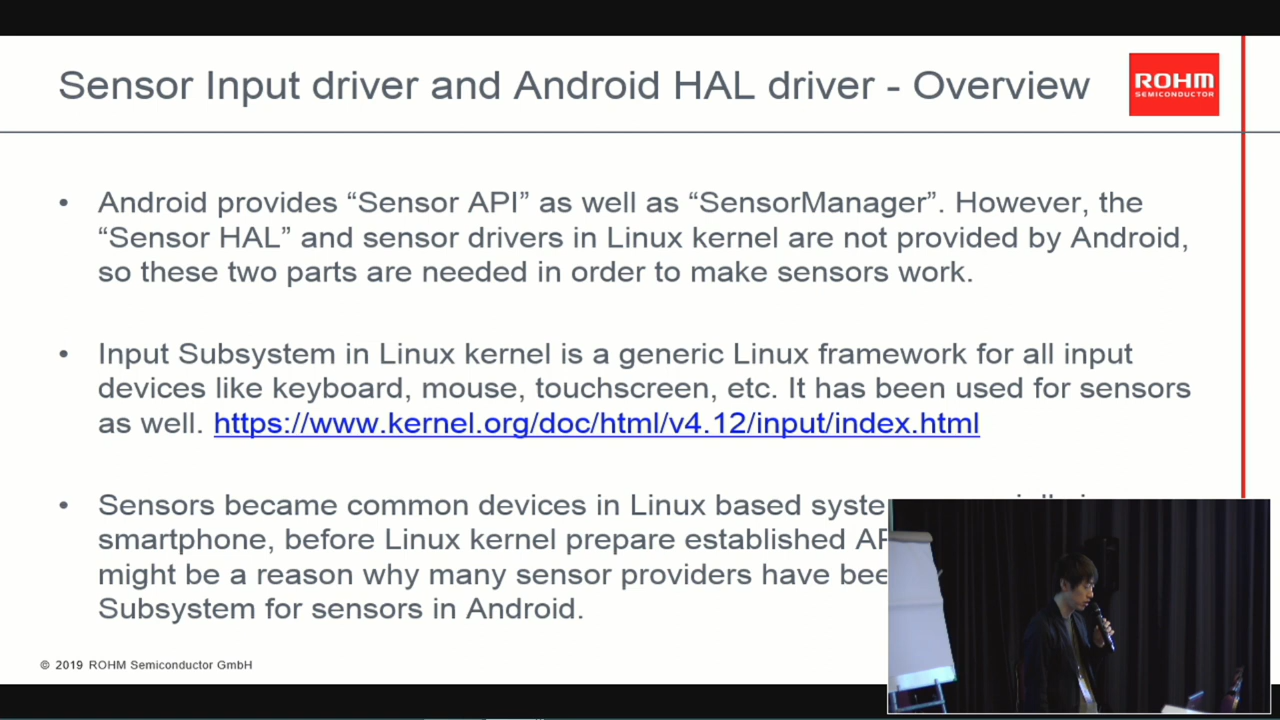 Sensor Input driver and Android HAL driver - Overview
ROHM
SEMICONDUCTOR
• Android provides “Sensor API” as well as “SensorManager”. However, the
“Sensor HAL” and sensor drivers in Linux kernel are not provided by Android,
so these two parts are needed in order to make sensors work.
• Input Subsystem in Linux kernel is a generic Linux framework for all input
devices like keyboard, mouse, touchscreen, etc. It has been used for sensors
as well. https://www.kernel.org/doc/html/v4.12/input/index.html
• Sensors became common devices in Linux based
smartphone, before Linux kernel prepare established
might be a reason why many sensor providers have
Subsystem for sensors in Android.
© 2019 ROHM Semiconductor GmbH